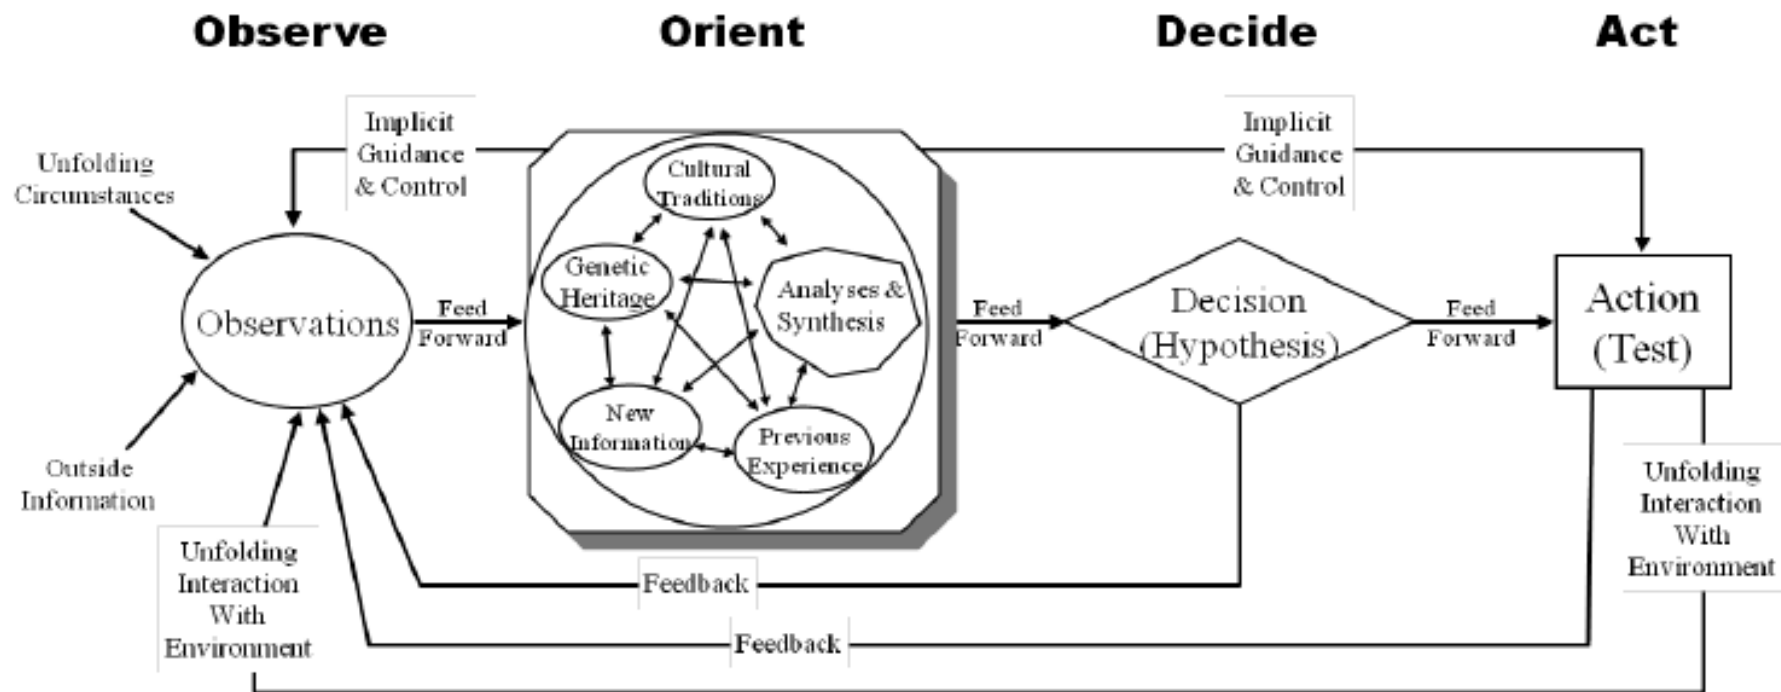 Observe
Orient
Decide
Act
Implicit
Guidance
& Control
Implicit
Guidance
& Control
Unfolding
Circumstances
Cultural
Traditions
Genetic
Heritage
Analyses &
Synthesis
Observations
Feed
Forward
Feed
Forward
Decision
(Hypothesis)
Feed
Forward
Action
(Test)
New
Information
Previous
Experience
Outside
Information
Unfolding
Interaction
With
Environment
Unfolding
Interaction
With
Environment
Feedback
Feedback